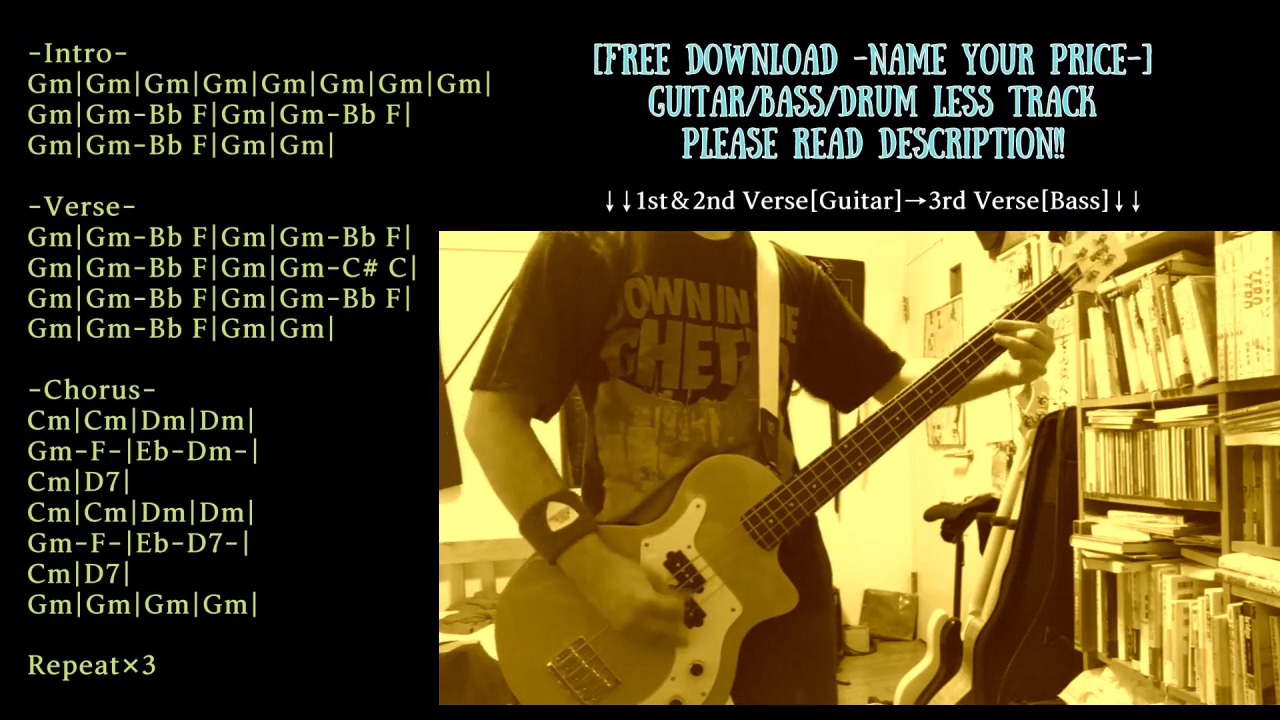 -Intro-
Gm|Gm|Gm|Gm|Gm|Gm|Gm|Gm|
Gm|Gm-Bb F|Gm|Gm-Bb F|
Gm|Gm-Bb F|Gm|Gm|
-Verse-
Gm|Gm-Bb F|Gm|Gm-Bb F|
Gm|Gm-Bb F|Gm|Gm-C# C|
Gm|Gm-Bb F|Gm|Gm-Bb F|
Gm|Gm-Bb F|Gm|Gm|
-Chorus-
Cm|Cm|Dm|Dm|
Gm-F-|Eb-Dm-|
Cm|D7|
Cm|Cm|Dm|Dm|
Gm-F-|Eb-D7-|
Cm|D7|
Gm|Gm|Gm|Gm|
Repeat×3
[FREE DOWNLOAD -NAME YOUR PRICE-]
GUITAR/BASS/DRUM LESS TRACK
PLEASE READ DESCRIPTION!!
↓↓1st&2nd Verse[Guitar]→3rd Verse[Bass]↓↓
DOWN IN THE
GHETTO